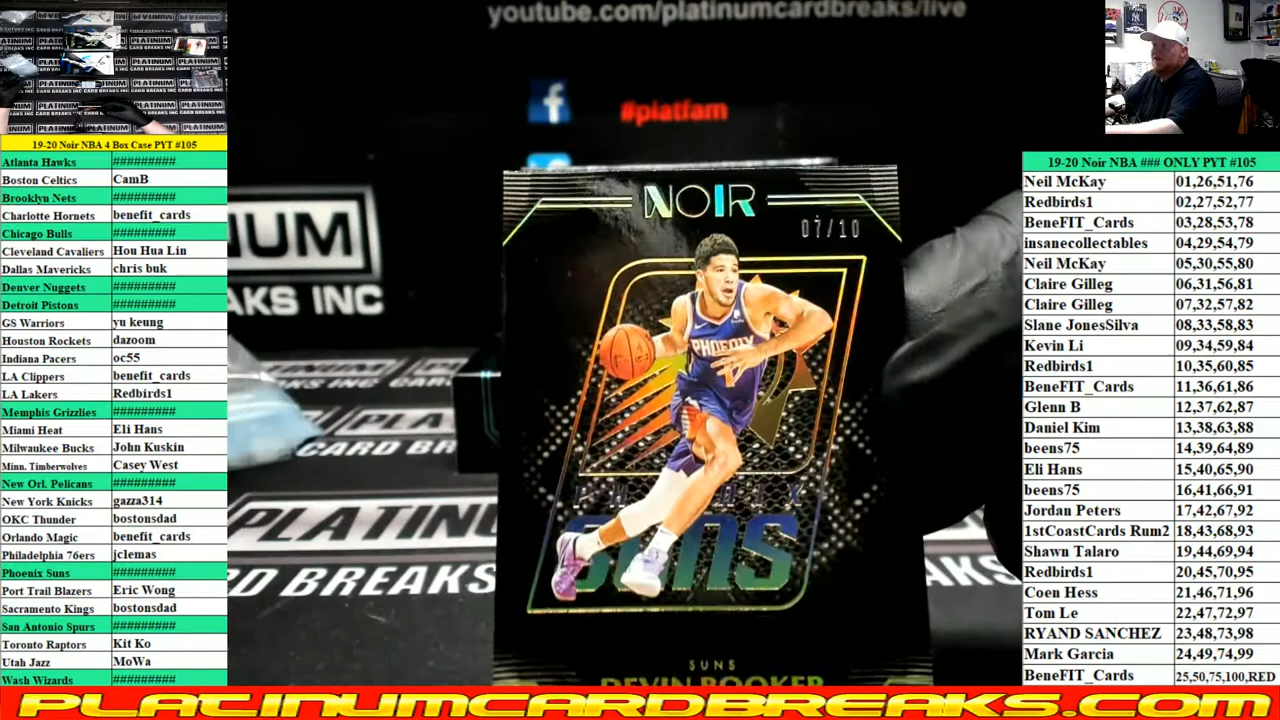 youtube.com/platinumcardbreaks/live
f
#platfam
19-20 Noir NBA 4 Box Case PYT #105
Atlanta Hawks #########
Boston Celtics CamB
Brooklyn Nets #########
Charlotte Hornets benefit_cards
Chicago Bulls #########
Cleveland Cavaliers Hou Hua Lin
Dallas Mavericks chris buk
Denver Nuggets #########
Detroit Pistons #########
GS Warriors yu keung
Houston Rockets dazoom
Indiana Pacers oc55
LA Clippers benefit_cards
LA Lakers Redbirds1
Memphis Grizzlies #########
Miami Heat Eli Hans
Milwaukee Bucks John Kuskin
Minn. Timberwolves Casey West
New Orl. Pelicans #########
New York Knicks gazza314
OKC Thunder bostonsdad
Orlando Magic benefit_cards
Philadelphia 76ers jclemas
Phoenix Suns #########
Port Trail Blazers Eric Wong
Sacramento Kings bostonsdad
San Antonio Spurs #########
Toronto Raptors Kit Ko
Utah Jazz MoWa
Wash Wizards #########
NOIR
07/10
PHOENIX
1
PHOENIX
SUNS
SUNS
DEVIN BOOKER
19-20 Noir NBA ### ONLY PYT #105
Neil McKay 01,26,51,76
Redbirds1 02,27,52,77
BeneFIT_Cards 03,28,53,78
insanecollectables 04,29,54,79
Neil McKay 05,30,55,80
Claire Gilleg 06,31,56,81
Claire Gilleg 07,32,57,82
Slane JonesSilva 08,33,58,83
Kevin Li 09,34,59,84
Redbirds1 10,35,60,85
BeneFIT_Cards 11,36,61,86
Glenn B 12,37,62,87
Daniel Kim 13,38,63,88
beens75 14,39,64,89
Eli Hans 15,40,65,90
beens75 16,41,66,91
Jordan Peters 17,42,67,92
1stCoastCards Rum2 18,43,68,93
Shawn Talaro 19,44,69,94
Redbirds1 20,45,70,95
Coen Hess 21,46,71,96
Tom Le 22,47,72,97
RYAND SANCHEZ 23,48,73,98
Mark Garcia 24,49,74,99
BeneFIT_Cards 25,50,75,100,RED
PLATINUMCARDBREAKS.COM